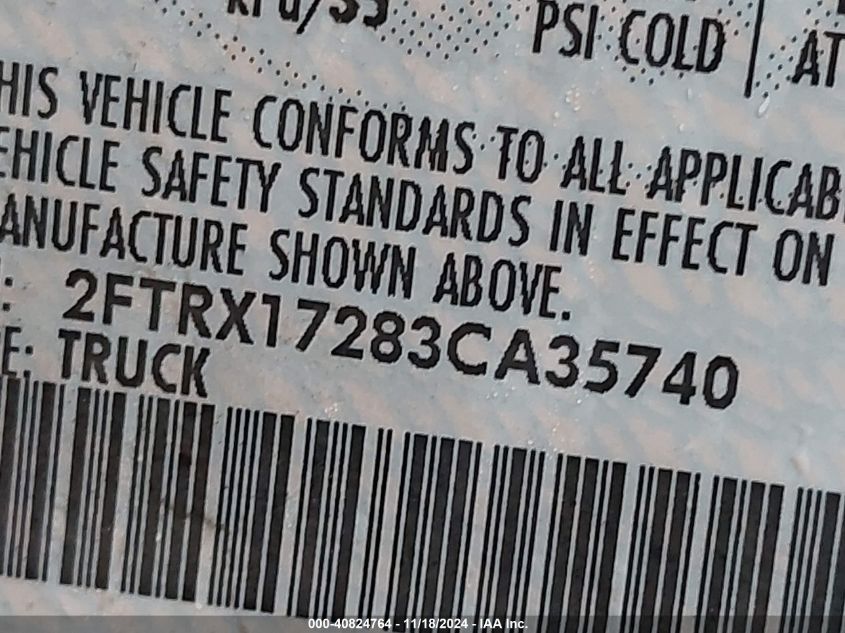 PSI COLD
AT
HIS VEHICLE CONFORMS TO ALL APPLICAB
EHICLE SAFETY STANDARDS IN EFFECT ON
ANUFACTURE SHOWN ABOVE.
: 2FTRX17283CA35740
E: TRUCK
000-40824764 - 11/18/2024 - IAA Inc.